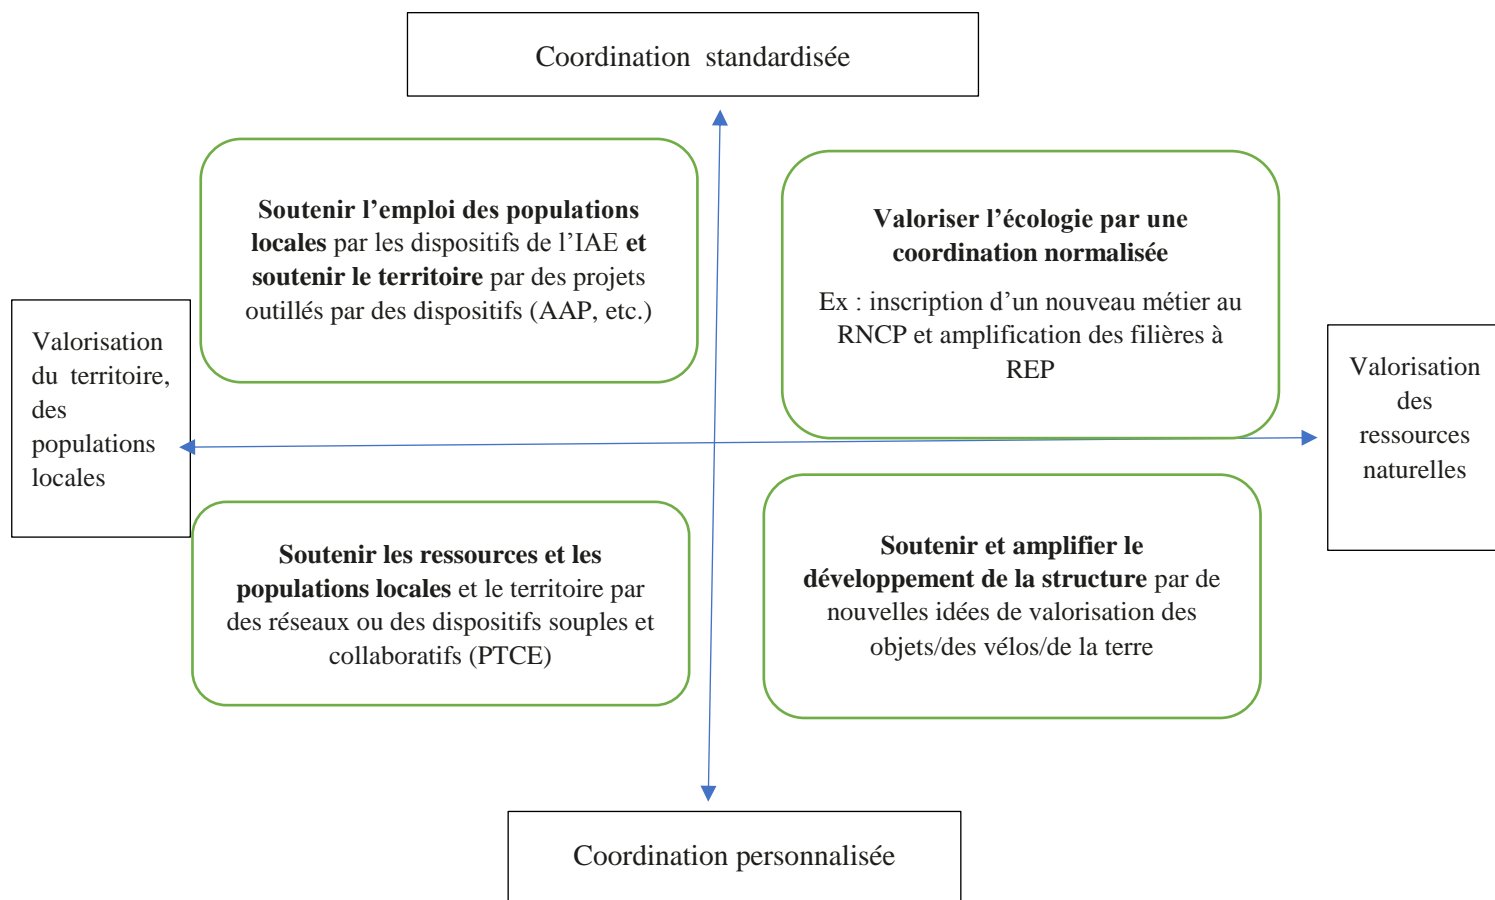 Coordination standardisée
Soutenir l’emploi des populations
locales par les dispositifs de l’IAE et
soutenir le territoire par des projets
outillés par des dispositifs (AAP, etc.)
Valoriser l’écologie par une
coordination normalisée
Ex : inscription d’un nouveau métier au
RNCP et amplification des filières à
REP
Valorisation
du territoire,
des
populations
locales
Valorisation
des
ressources
naturelles
Soutenir les ressources et les
populations locales et le territoire par
des réseaux ou des dispositifs souples et
collaboratifs (PTCE)
Soutenir et amplifier le
développement de la structure par de
nouvelles idées de valorisation des
objets/des vélos/de la terre
Coordination personnalisée